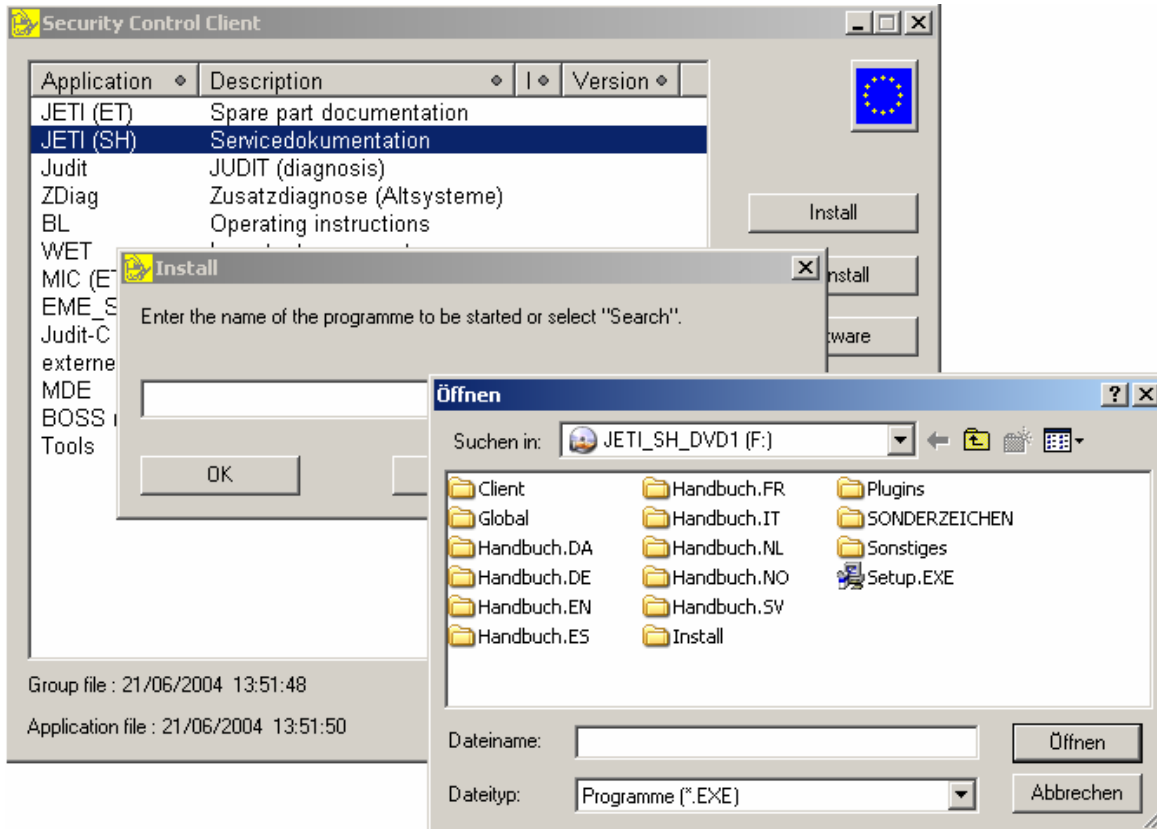 Security Control Client
Application Description I Version
JETI (ET) Spare part documentation
JETI (SH) Servicedokumentation
Judit JUDIT (diagnosis)
ZDiag Zusatzdiagnose (Altsysteme)
BL Operating instructions
WET
MIC (ET
EME_S
Judit-C
externe
MDE
BOSS
Tools
Install
nstall
tware
Group file : 21/06/2004 13:51:48
Application file : 21/06/2004 13:51:50
Install
Enter the name of the programme to be started or select "Search".
OK
Öffnen
Suchen in: JETI_SH_DVD1 (F:)
Client Handbuch.FR Plugins
Global Handbuch.IT SONDERZEICHEN
Handbuch.DA Handbuch.NL Sonstiges
Handbuch.DE Handbuch.NO Setup.EXE
Handbuch.EN Handbuch.SV
Handbuch.ES Install
Dateiname: Öffnen
Dateityp: Programme (*.EXE) Abbrechen